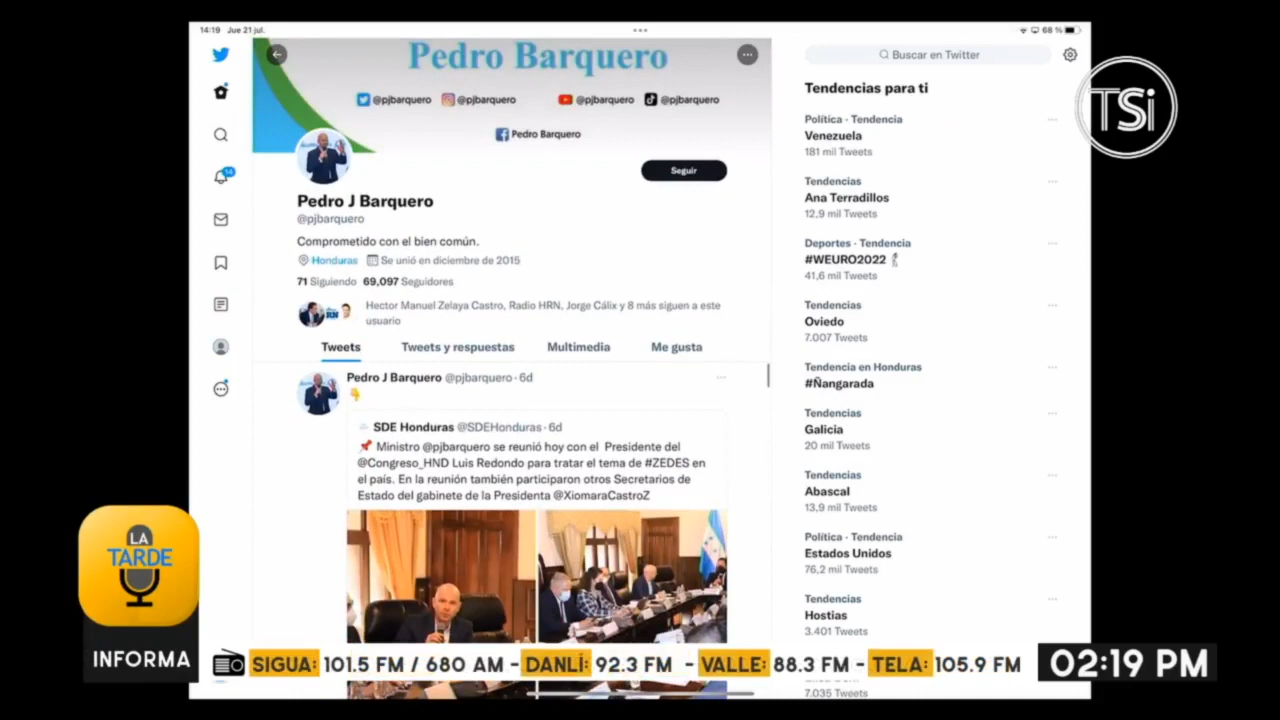 14:19 Jue 21 jul.
68 %
Pedro Barquero
@pjbarquero @pjbarquero @pjbarquero @pjbarquero
Pedro Barquero
Seguir
Pedro J Barquero
@pjbarquero
Comprometido con el bien común.
Honduras Se unió en diciembre de 2015
71 Siguiendo 69,097 Seguidores
Hector Manuel Zelaya Castro, Radio HRN, Jorge Cálix y 8 más siguen a este
usuario
Tweets Tweets y respuestas Multimedia Me gusta
Pedro J Barquero @pjbarquero · 6d
SDE Honduras @SDEHonduras · 6d
Ministro @pjbarquero se reunió hoy con el Presidente del
@Congreso_HND Luis Redondo para tratar el tema de #ZEDES en
el país. En la reunión también participaron otros Secretarios de
Estado del gabinete de la Presidenta @XiomaraCastroZ
14
RN
Buscar en Twitter
Tendencias para ti
Política · Tendencia
Venezuela
181 mil Tweets
Tendencias
Ana Terradillos
12,9 mil Tweets
Deportes · Tendencia
#WEURO2022
41,6 mil Tweets
Tendencias
Oviedo
7.007 Tweets
Tendencia en Honduras
#Ñangarada
Tendencias
Galicia
20 mil Tweets
Tendencias
Abascal
13,9 mil Tweets
Política · Tendencia
Estados Unidos
76,2 mil Tweets
Tendencias
Hostias
3.401 Tweets
7.035 Tweets
TSi
LA
TARDE
INFORMA
SIGUA: 101.5 FM / 680 AM - DANLÍ: 92.3 FM - VALLE: 88.3 FM - TELA: 105.9 FM
02:19 PM